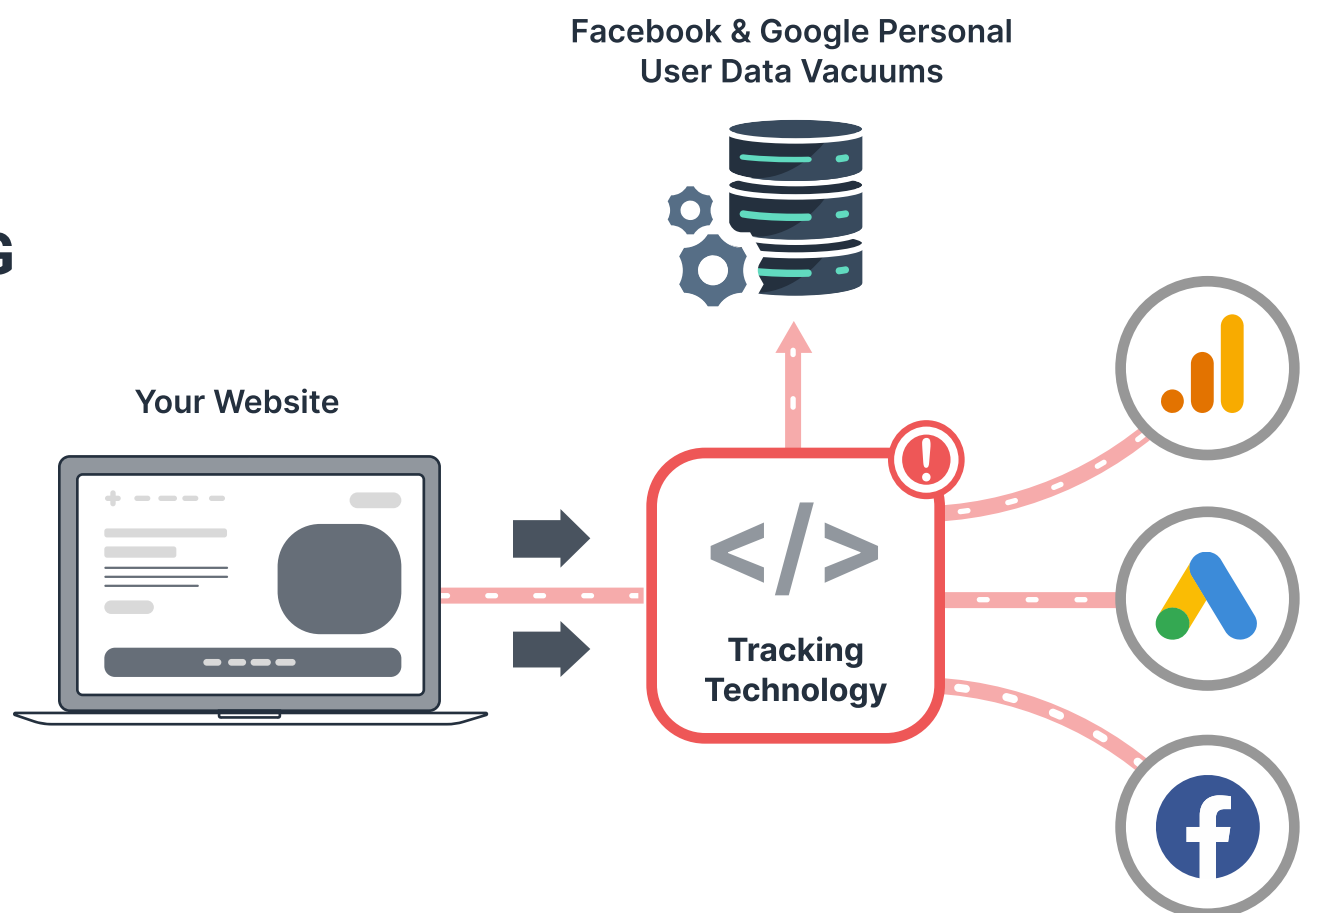 Facebook & Google Personal
User Data Vacuums
Your Website
</>
Tracking
Technology